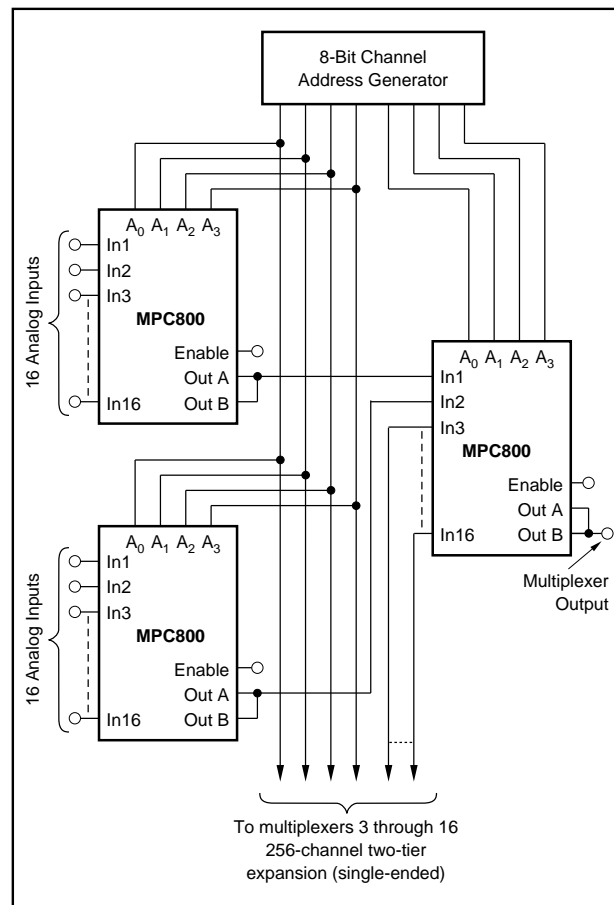 8-Bit Channel
Address Generator
A0 A1 A2 A3
16 Analog Inputs
In1
In2
In3
MPC800
Enable
Out A
Out B
In16
A0 A1 A2 A3
In1
In2
In3
MPC800
Enable
Out A
Out B
In16
Multiplexer
Output
A0 A1 A2 A3
16 Analog Inputs
In1
In2
In3
MPC800
Enable
Out A
Out B
In16
To multiplexers 3 through 16
256-channel two-tier
expansion (single-ended)